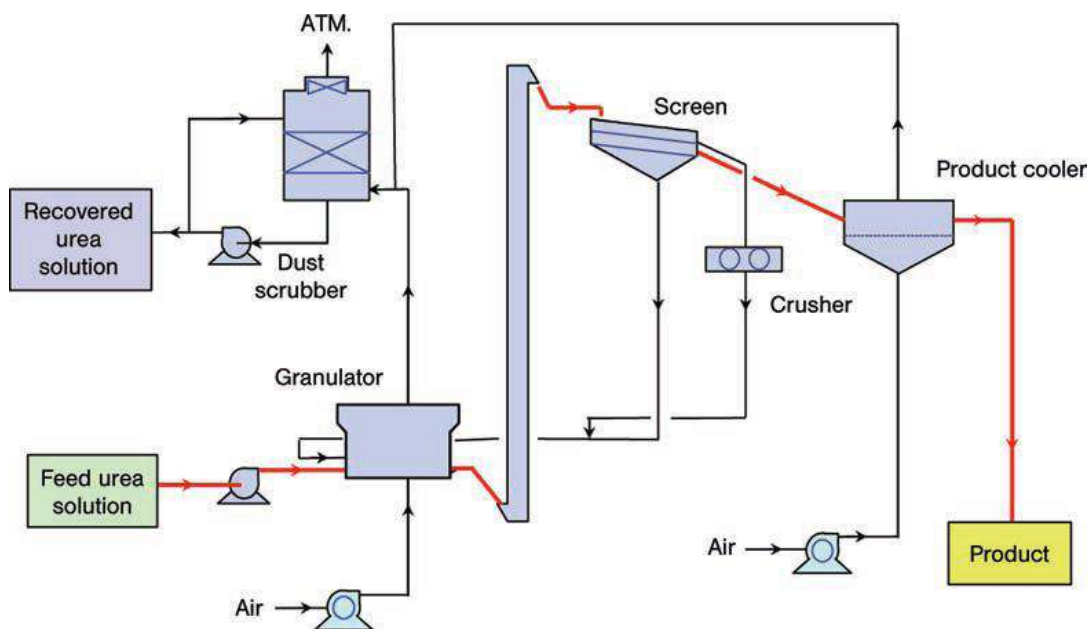 ATM.
Screen
Product cooler
Recovered
urea
solution
Dust
scrubber
Crusher
Granulator
Feed urea
solution
Air
Product
Air